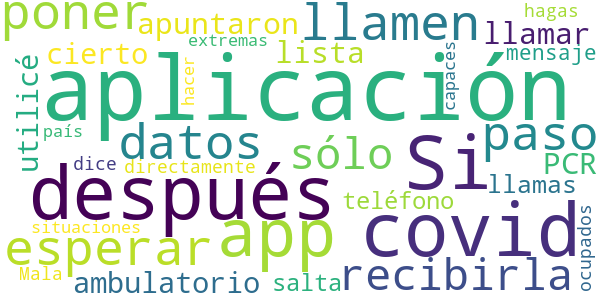 poner
apuntaron
llamen
hagas
llamar
cierto
extremas
lista
mensaje
utilicé
hacer
capaces
aplicación
país
datos
sólo
Si
paso
PCR
dice
directamente
después
llamas
teléfono
situaciones
app
covid
esperar
Mala
ambulatorio
salta
recibirla
ocupados